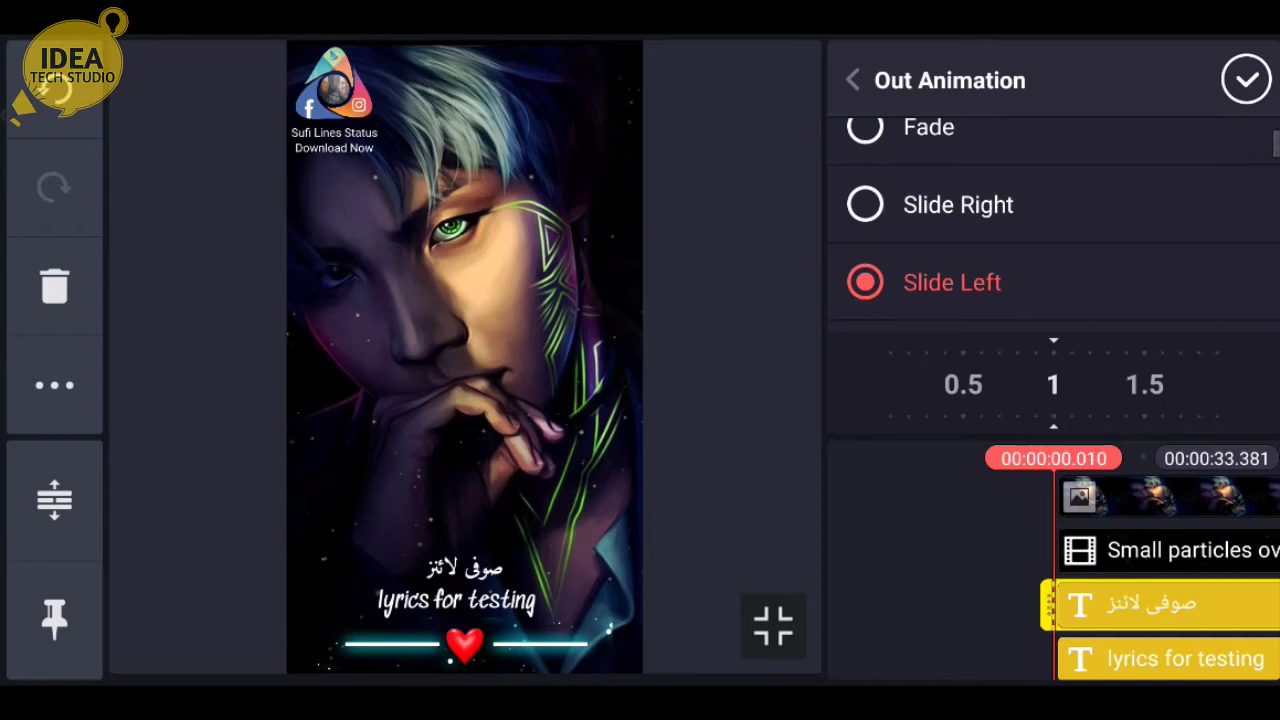 IDEA
TECH STUDIO
Sufi Lines Status
Download Now
صوفی لائنز
lyrics for testing
Out Animation
Fade
Slide Right
Slide Left
0.5 1 1.5
00:00:00.010 00:00:33.381
Small particles ov
صوفی لائنز
lyrics for testing